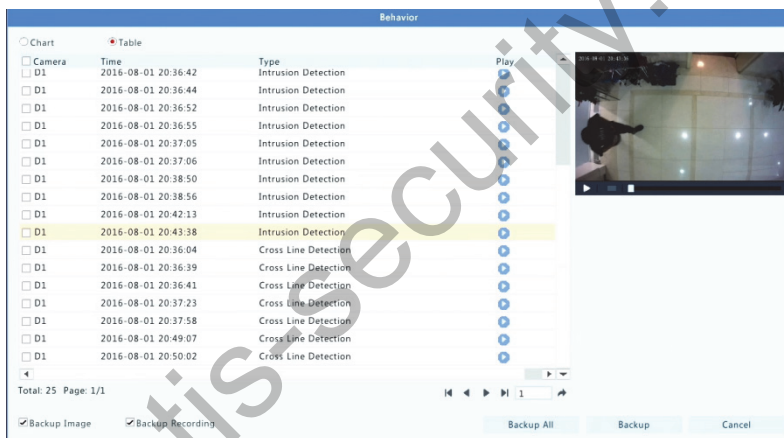 Behavior
Chart Table
Camera Time Type Play
D1 2016-08-01 20:36:42 Intrusion Detection
D1 2016-08-01 20:36:44 Intrusion Detection
D1 2016-08-01 20:36:52 Intrusion Detection
D1 2016-08-01 20:36:55 Intrusion Detection
D1 2016-08-01 20:37:05 Intrusion Detection
D1 2016-08-01 20:37:06 Intrusion Detection
D1 2016-08-01 20:38:50 Intrusion Detection
D1 2016-08-01 20:38:56 Intrusion Detection
D1 2016-08-01 20:42:13 Intrusion Detection
D1 2016-08-01 20:43:38 Intrusion Detection
D1 2016-08-01 20:36:04 Cross Line Detection
D1 2016-08-01 20:36:39 Cross Line Detection
D1 2016-08-01 20:36:41 Cross Line Detection
D1 2016-08-01 20:37:23 Cross Line Detection
D1 2016-08-01 20:37:58 Cross Line Detection
D1 2016-08-01 20:49:07 Cross Line Detection
D1 2016-08-01 20:50:02 Cross Line Detection
Total: 25 Page: 1/1 1
Backup Image Backup Recording Backup All Backup Cancel
tis-security.